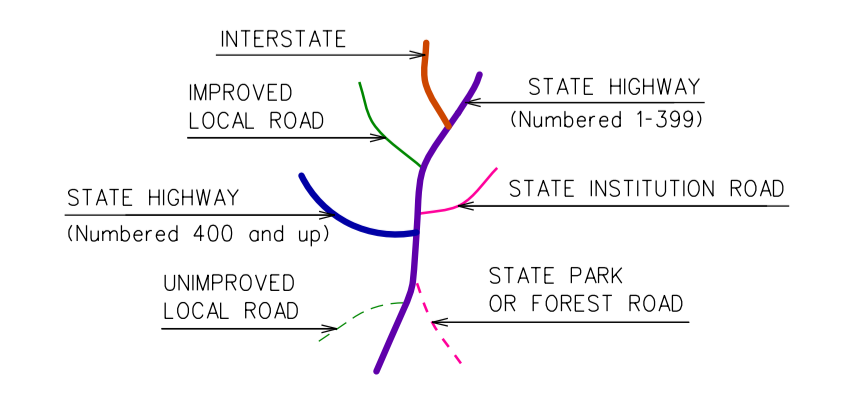 INTERSTATE
STATE HIGHWAY
(Numbered 1-399)
IMPROVED
LOCAL ROAD
STATE HIGHWAY
(Numbered 400 and up)
STATE INSTITUTION ROAD
UNIMPROVED
LOCAL ROAD
STATE PARK
OR FOREST ROAD